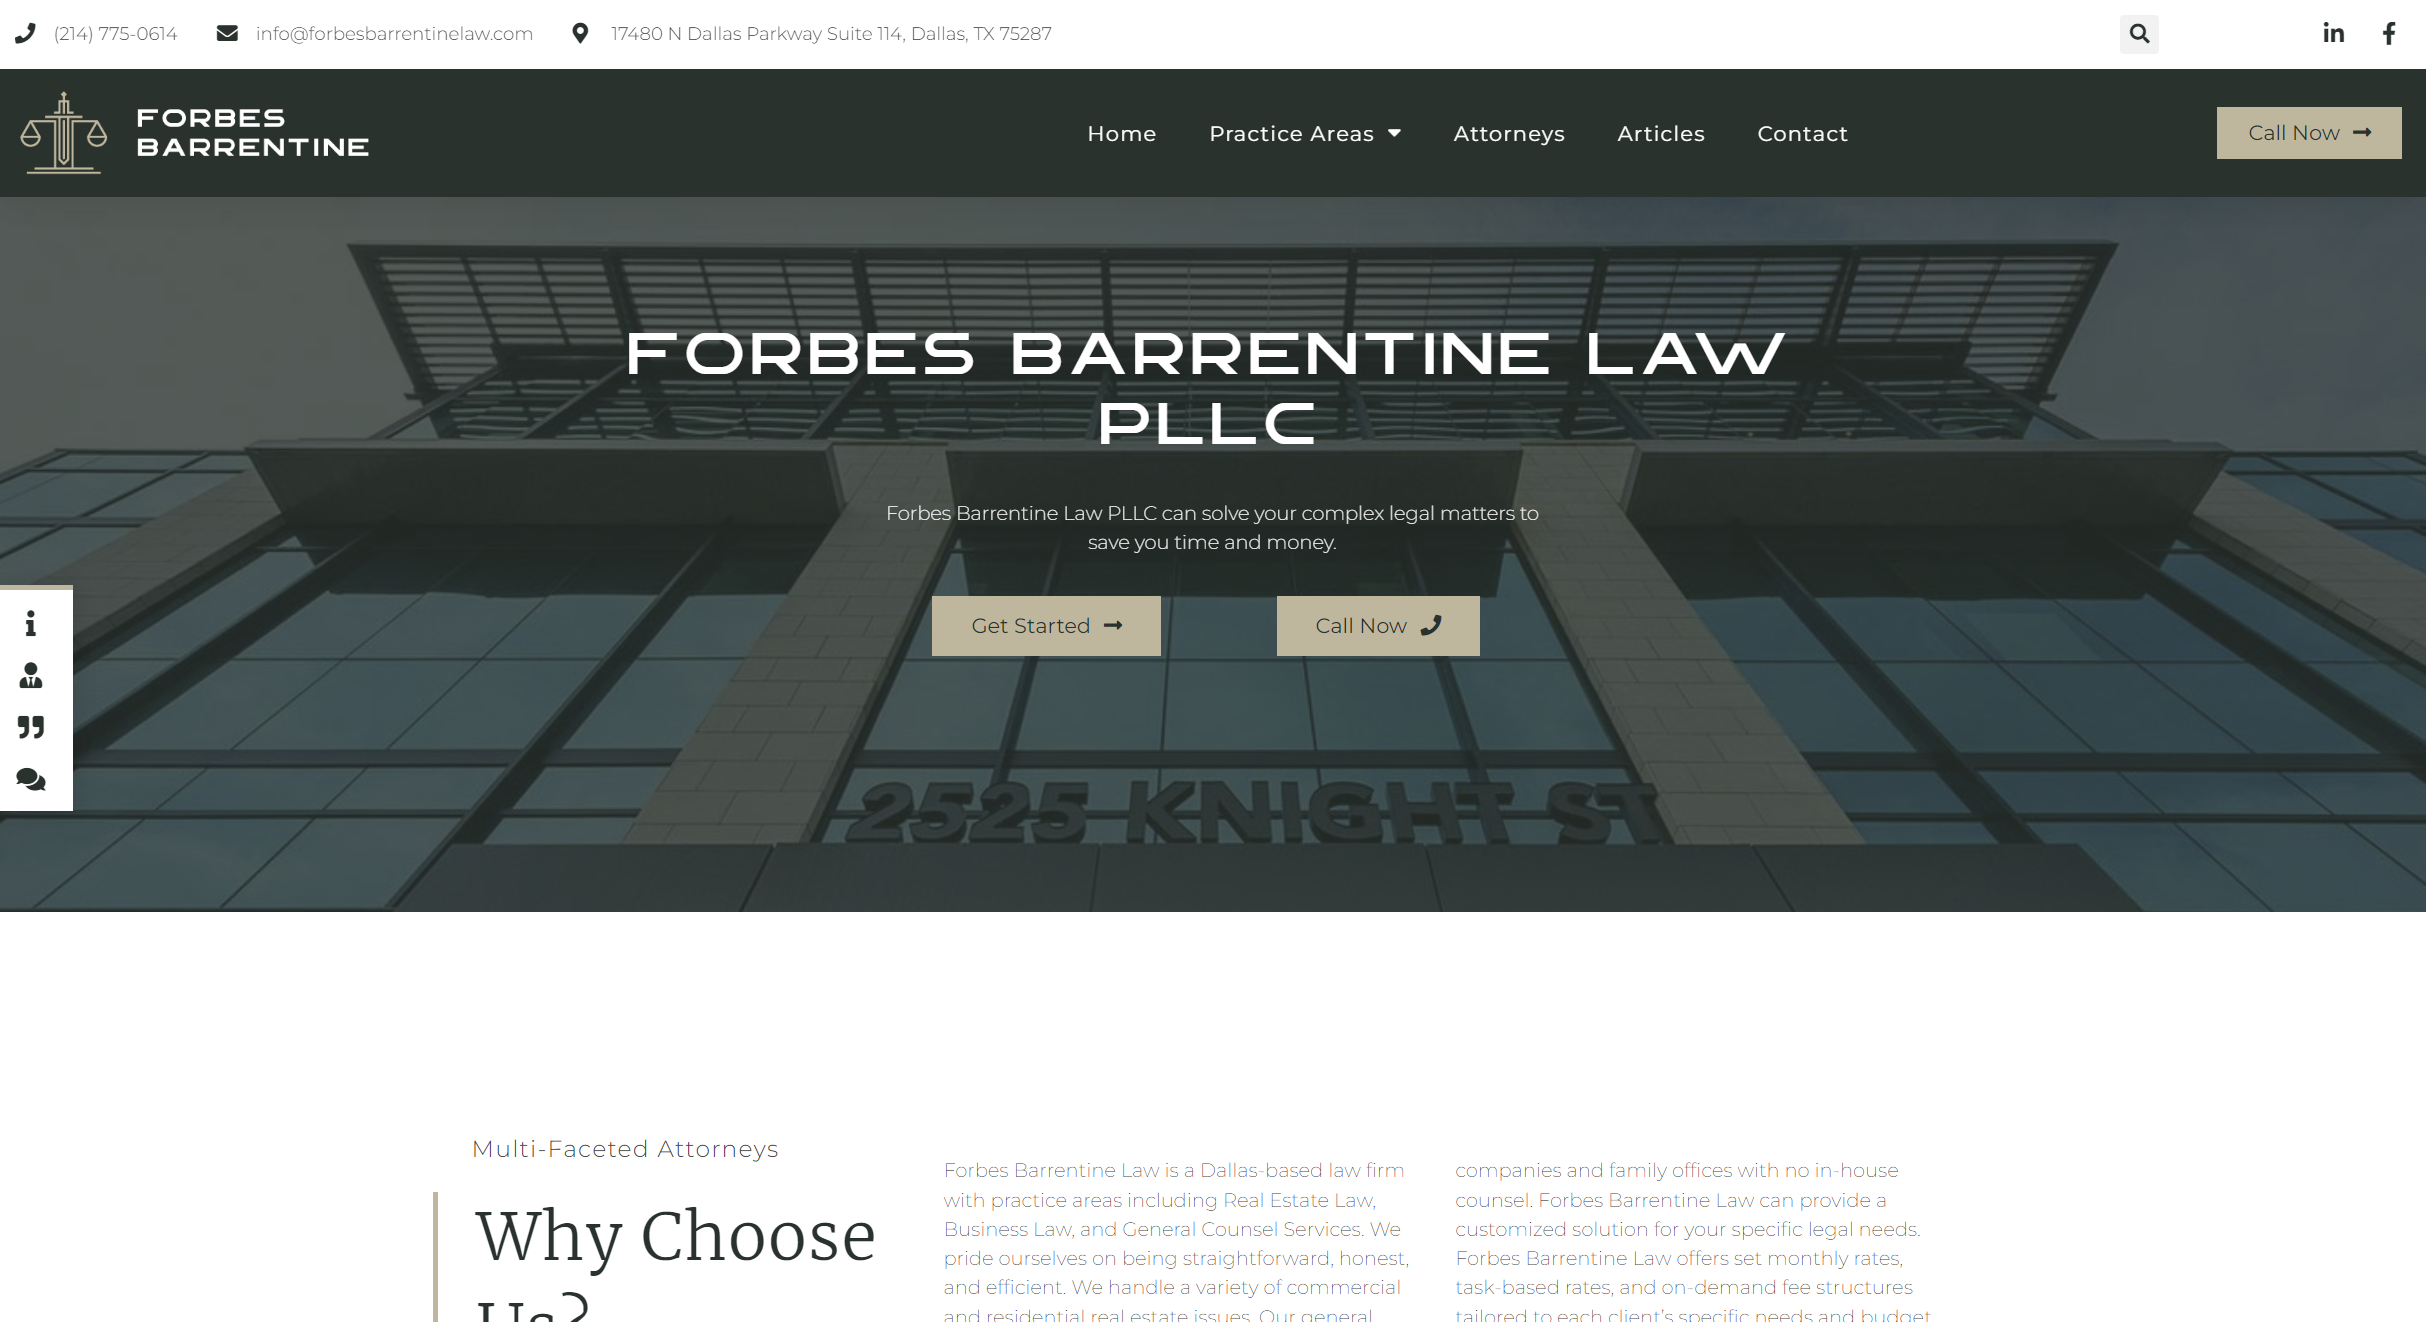 (214) 775-0614
info@forbesbarrentinelaw.com
17480 N Dallas Parkway Suite 114, Dallas, TX 75287
FORBES
BARRENTINE
Home
Practice Areas
Attorneys
Articles
Contact
Call Now
FORBES BARRENTINE LAW
PLLC
Forbes Barrentine Law PLLC can solve your complex legal matters to
save you time and money.
Get Started
Call Now
2525 KNIGHT ST
Multi-Faceted Attorneys
Why Choose
Us?
Forbes Barrentine Law is a Dallas-based law firm
with practice areas including Real Estate Law,
Business Law, and General Counsel Services. We
pride ourselves on being straightforward, honest,
and efficient. We handle a variety of commercial
and residential real estate issues. Our general
companies and family offices with no in-house
counsel. Forbes Barrentine Law can provide a
customized solution for your specific legal needs.
Forbes Barrentine Law offers set monthly rates,
task-based rates, and on-demand fee structures
tailored to each client's specific needs and budget